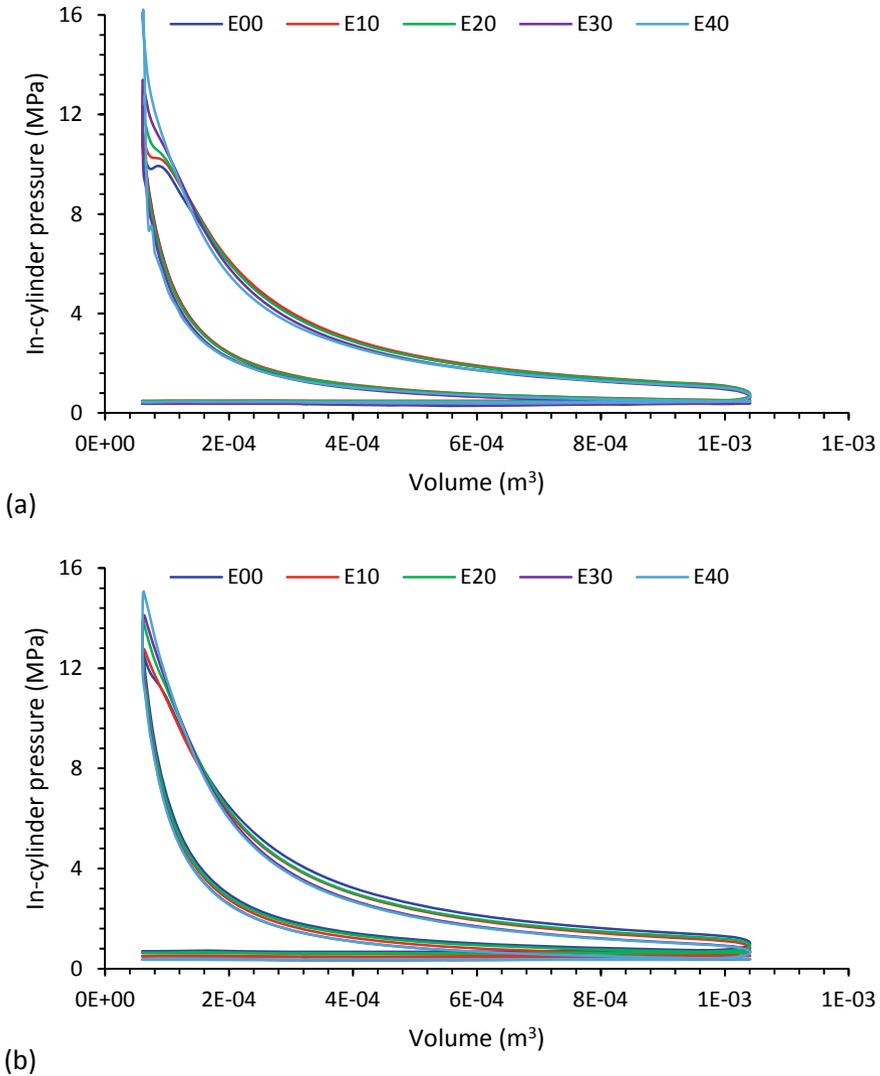 16
E00 E10 E20 E30 E40
12
8
4
0
In-cylinder pressure (MPa)
0E+00 2E-04 4E-04 6E-04 8E-04 1E-03 1E-03
Volume (m³)
(a)
16
E00 E10 E20 E30 E40
12
8
4
0
In-cylinder pressure (MPa)
0E+00 2E-04 4E-04 6E-04 8E-04 1E-03 1E-03
Volume (m³)
(b)